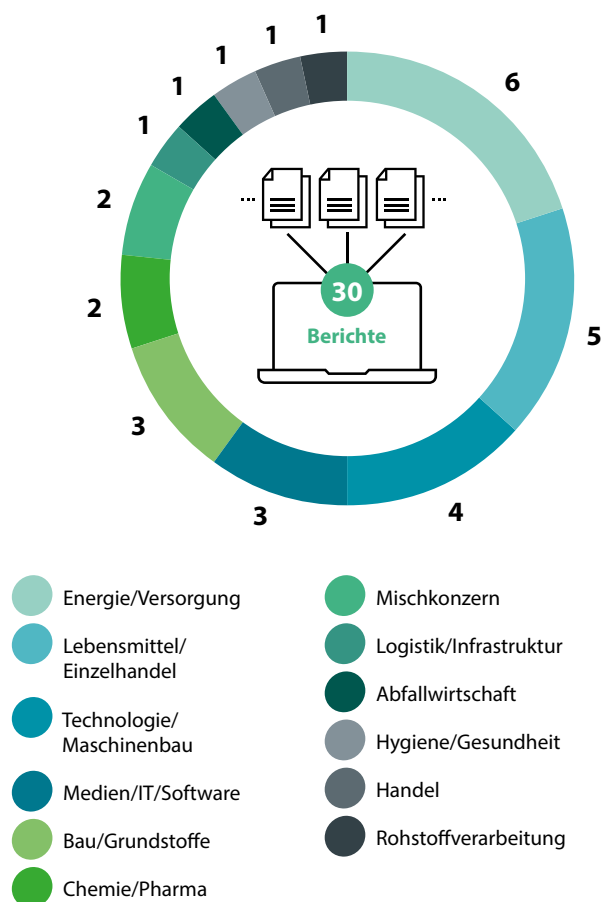 1
1
1
1
1
2
2
3
3
4
5
6
...
...
30
Berichte
Energie/Versorgung
Lebensmittel/
Einzelhandel
Technologie/
Maschinenbau
Medien/IT/Software
Bau/Grundstoffe
Chemie/Pharma
Mischkonzern
Logistik/Infrastruktur
Abfallwirtschaft
Hygiene/Gesundheit
Handel
Rohstoffverarbeitung